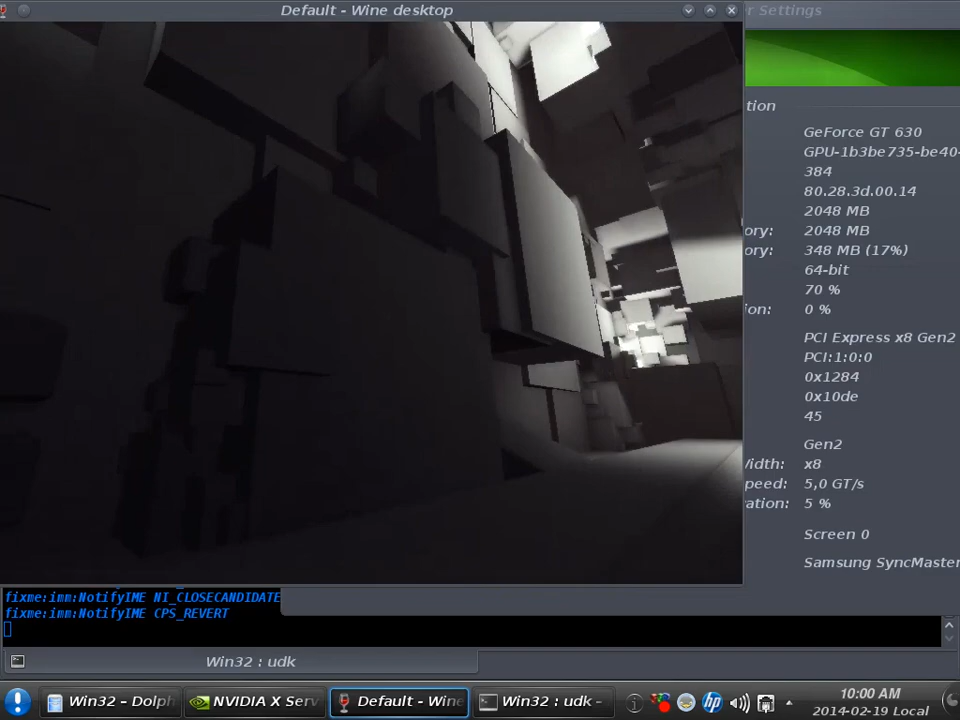 Default - Wine desktop
r Settings
tion
GeForce GT 630
GPU-1b3be735-be40-
384
80.28.3d.00.14
2048 MB
ory: 2048 MB
ory: 348 MB (17%)
64-bit
70 %
ion: 0 %
PCI Express x8 Gen2
PCI:1:0:0
0x1284
0x10de
45
Gen2
Width: x8
peed: 5,0 GT/s
ation: 5 %
Screen 0
Samsung SyncMaster
fixme:imm:NotifyIME NI_CLOSECANDIDATE
fixme:imm:NotifyIME CPS_REVERT
Win32 : udk
Win32 – Dolph
NVIDIA X Serv
Default - Wine
Win32 : udk –
hp
10:00 AM
2014-02-19 Local